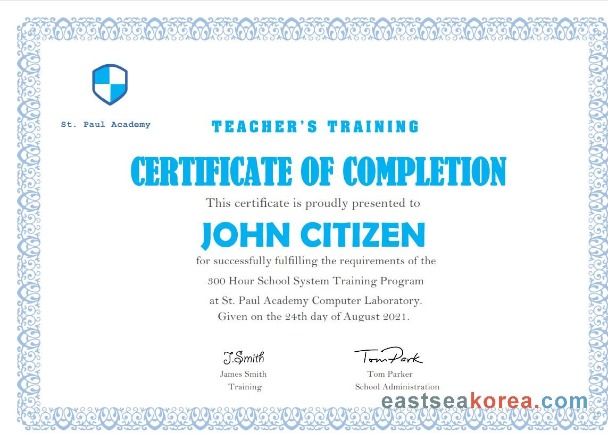 St. Paul Academy
TEACHER'S TRAINING
CERTIFICATE OF COMPLETION
This certificate is proudly presented to
JOHN CITIZEN
for successfully fulfilling the requirements of the
300 Hour School System Training Program
at St. Paul Academy Computer Laboratory.
Given on the 24th day of August 2021.
J.Smith
James Smith
Training
Tom Park
Tom Parker
School Administration
eastseakorea.com